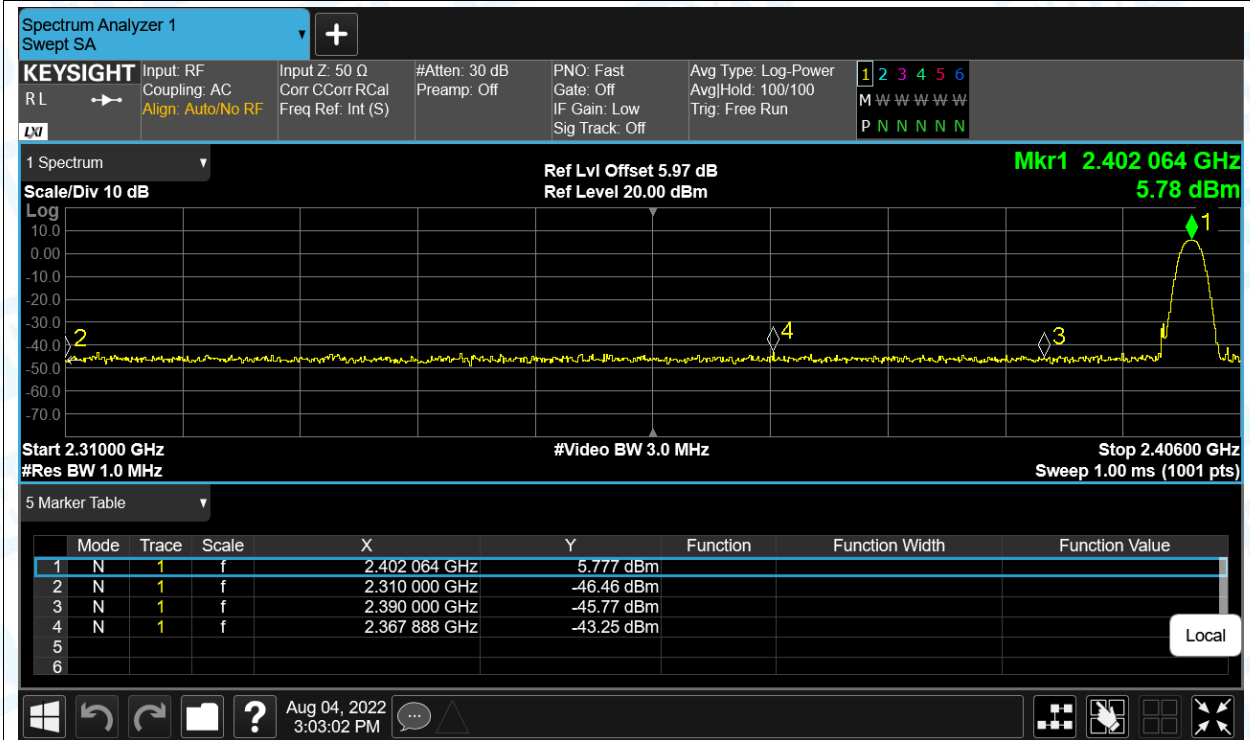 Spectrum Analyzer 1
Swept SA
+
KEYSIGHT
R L
LXI
Input: RF
Coupling: AC
Align: Auto/No RF
Input Z: 50 Ω
Corr CCorr RCal
Freq Ref: Int (S)
#Atten: 30 dB
Preamp: Off
PNO: Fast
Gate: Off
IF Gain: Low
Sig Track: Off
Avg Type: Log-Power
Avg|Hold: 100/100
Trig: Free Run
1 2 3 4 5 6
M W W W W W
P N N N N N
1 Spectrum
Scale/Div 10 dB
Ref Lvl Offset 5.97 dB
Ref Level 20.00 dBm
Mkr1 2.402 064 GHz
5.78 dBm
Log
10.0
0.00
-10.0
-20.0
-30.0
-40.0
-50.0
-60.0
-70.0
1
2
4
3
Start 2.31000 GHz
#Res BW 1.0 MHz
#Video BW 3.0 MHz
Stop 2.40600 GHz
Sweep 1.00 ms (1001 pts)
5 Marker Table
Mode Trace Scale X Y Function Function Width Function Value
1 N 1 f 2.402 064 GHz 5.777 dBm
2 N 1 f 2.310 000 GHz -46.46 dBm
3 N 1 f 2.390 000 GHz -45.77 dBm
4 N 1 f 2.367 888 GHz -43.25 dBm
5
6
Local
?
Aug 04, 2022
3:03:02 PM